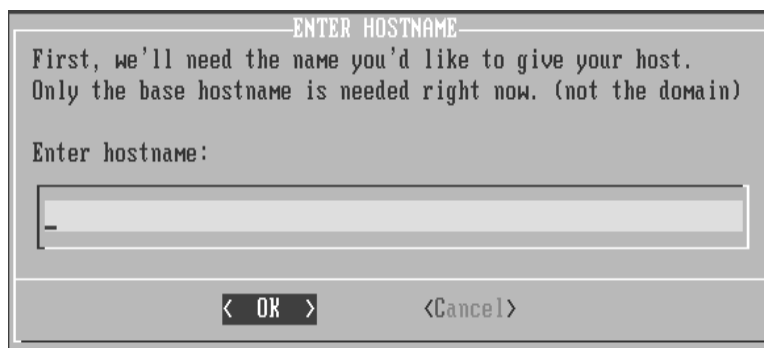 ENTER HOSTNAME
First, we'll need the name you'd like to give your host.
Only the base hostname is needed right now. (not the domain)
Enter hostname:
_
< OK > <Cancel>